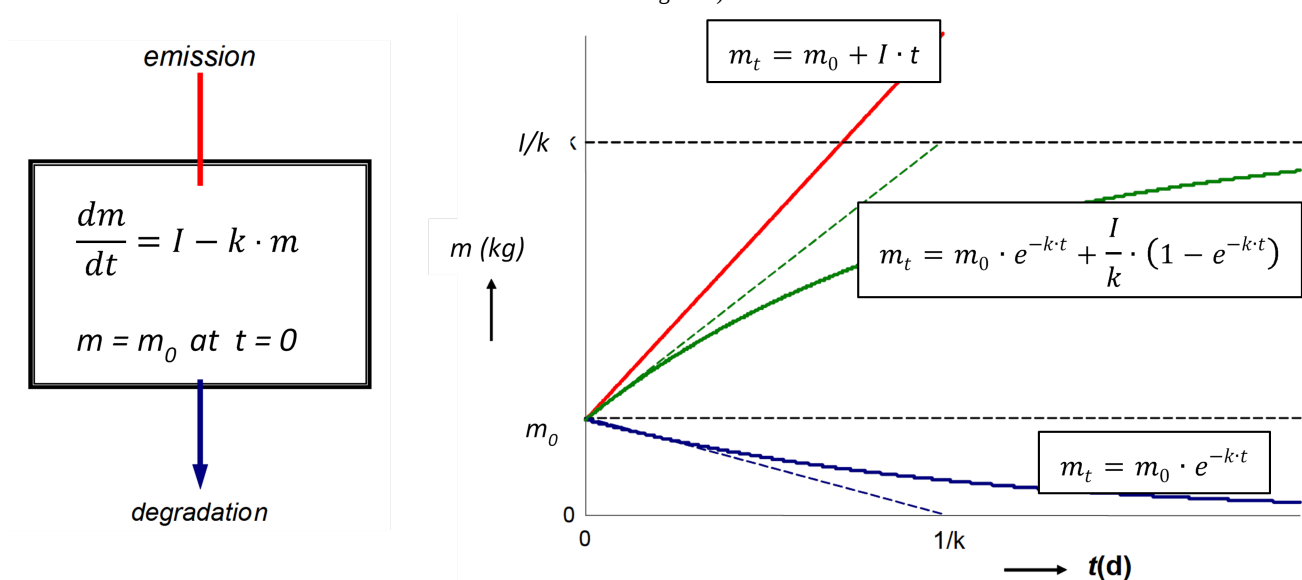 emission
dm/dt = I − k · m
m = m₀ at t = 0
degradation
mₜ = m₀ + I · t
I/k
m (kg)
mₜ = m₀ · e^(−k·t) + I/k · (1 − e^(−k·t))
m₀
mₜ = m₀ · e^(−k·t)
0
0
1/k
t(d)